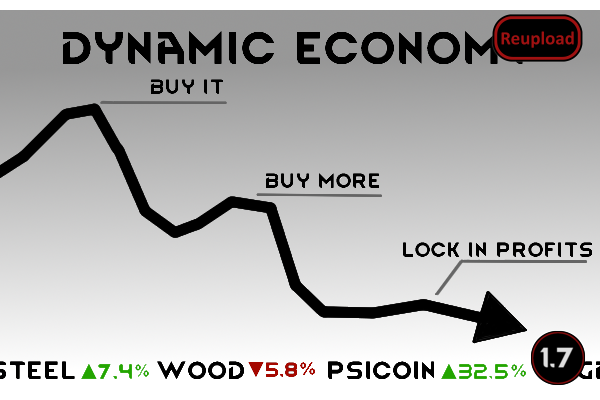 DYNAMIC ECONOMY
Reupload
BUY IT
BUY MORE
LOCK IN PROFITS
STEEL ▲7.4% WOOD ▼5.8% PSICOIN ▲32.5%
1.7